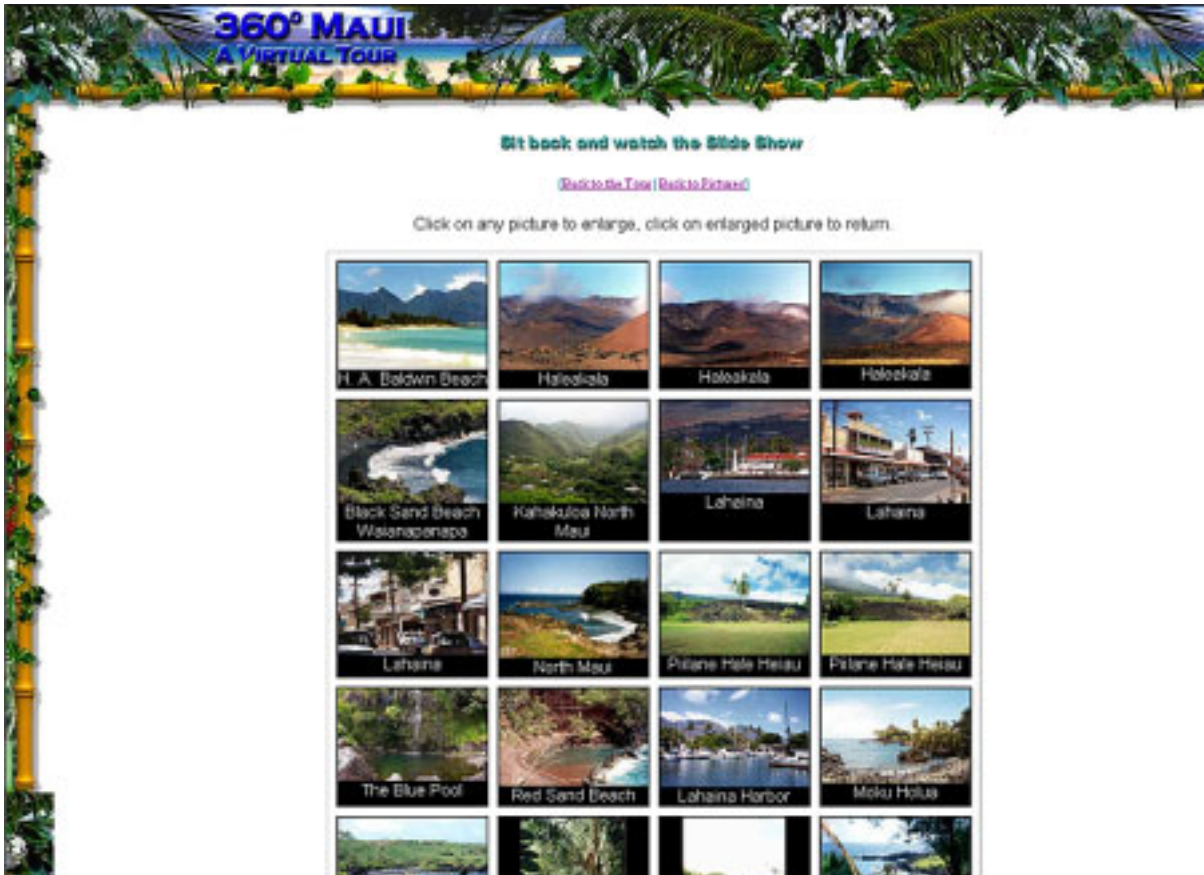 360° MAUI
A VIRTUAL TOUR
Sit back and watch the Slide Show
[Back to the Tour | Back to Pictures]
Click on any picture to enlarge, click on enlarged picture to return.
H. A. Baldwin Beach
Haleakala
Haleakala
Haleakala
Black Sand Beach
Waianapanapa
Kahakuloa North
Maui
Lahaina
Lahaina
Lahaina
North Maui
Piilane Hale Heiau
Piilane Hale Heiau
The Blue Pool
Red Sand Beach
Lahaina Harbor
Moku Holua